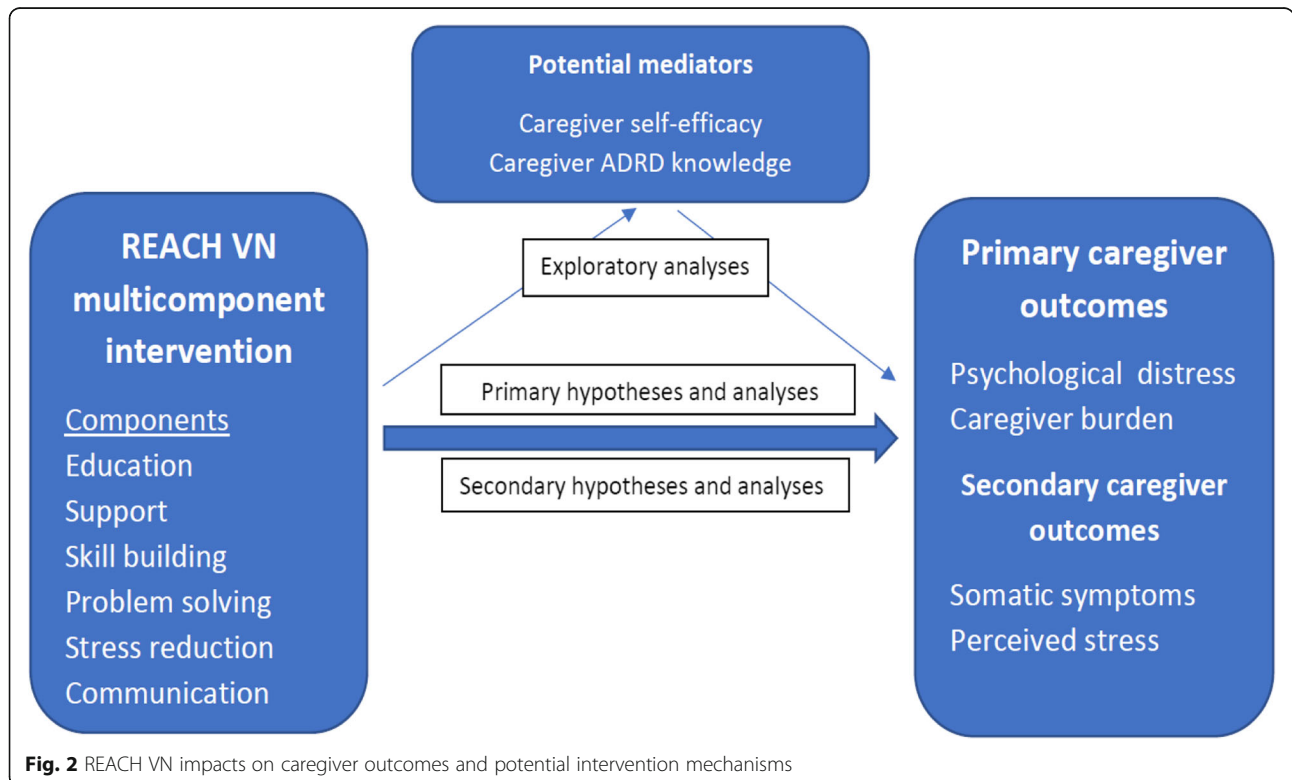 Potential mediators
Caregiver self-efficacy
Caregiver ADRD knowledge
REACH VN
multicomponent
intervention
Components
Education
Support
Skill building
Problem solving
Stress reduction
Communication
Exploratory analyses
Primary hypotheses and analyses
Secondary hypotheses and analyses
Primary caregiver
outcomes
Psychological distress
Caregiver burden
Secondary caregiver
outcomes
Somatic symptoms
Perceived stress
Fig. 2 REACH VN impacts on caregiver outcomes and potential intervention mechanisms